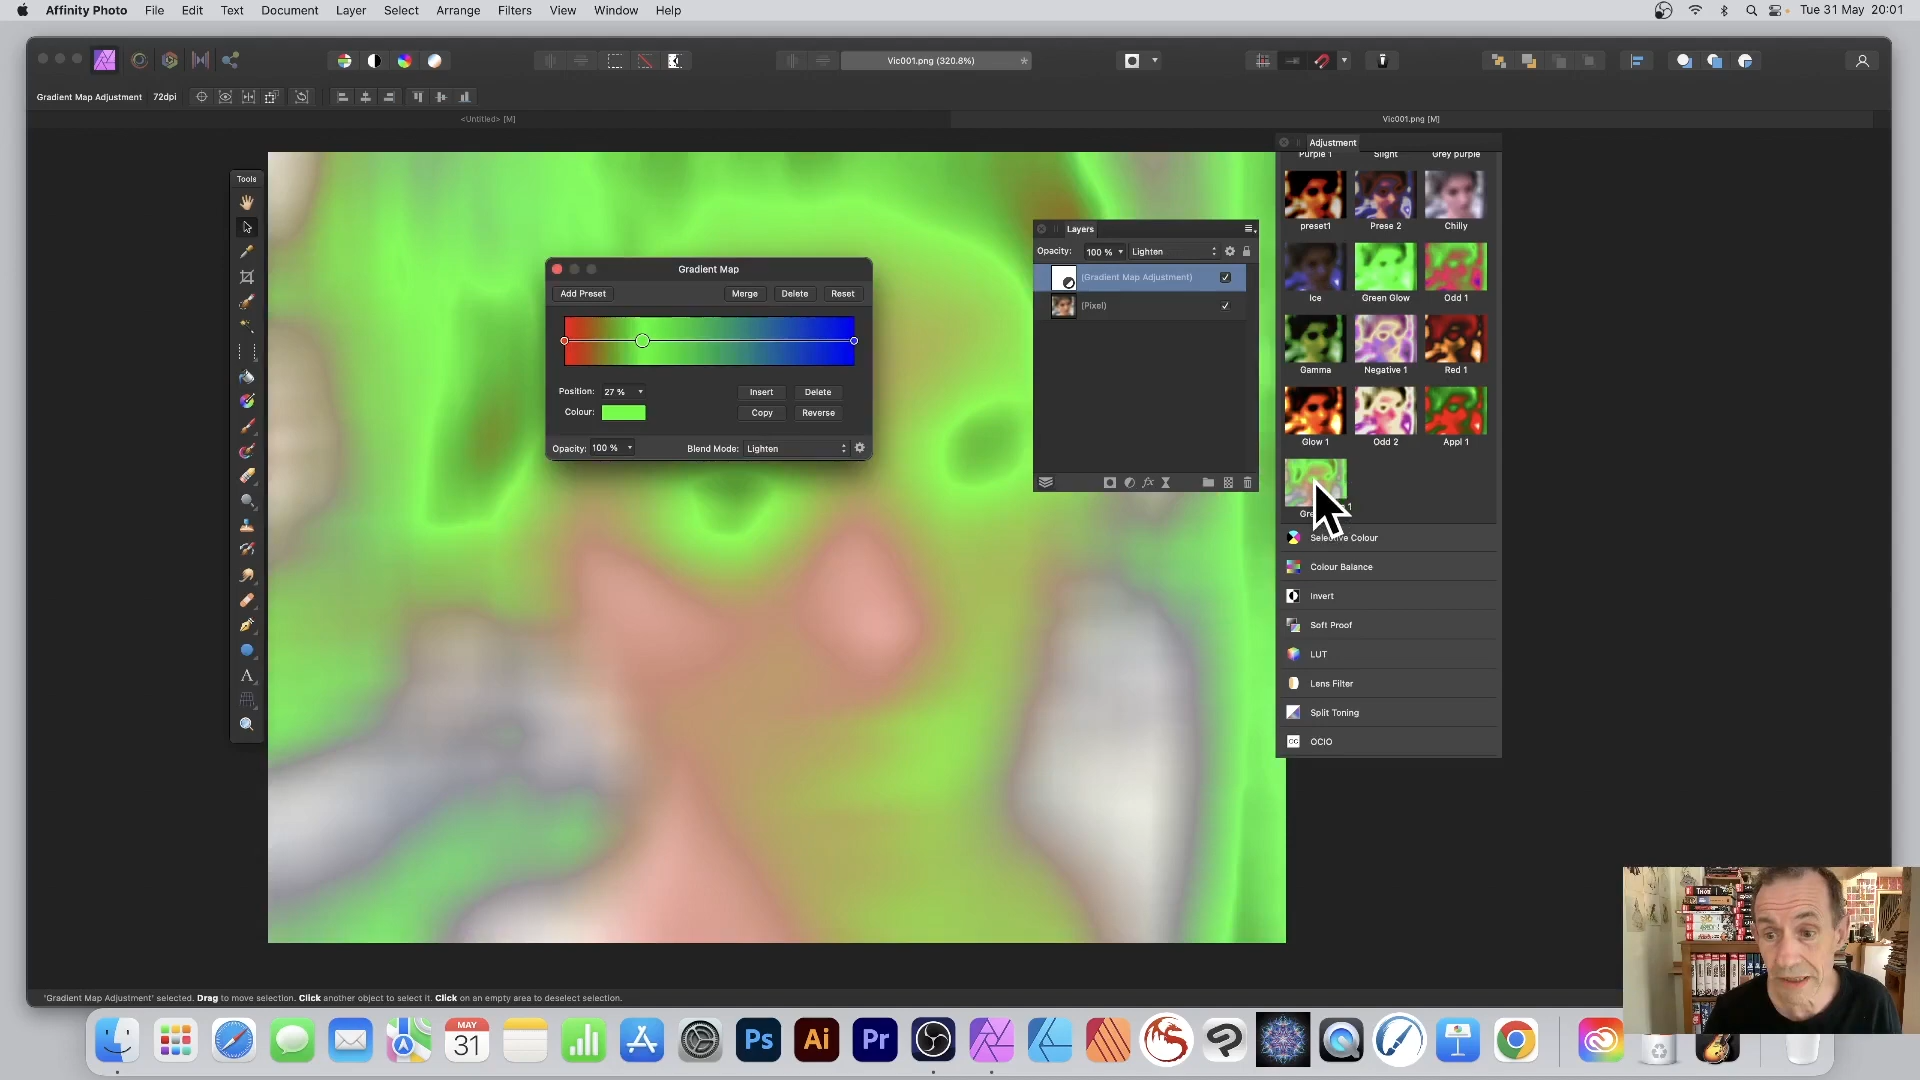 Affinity Photo File Edit Text Document Layer Select Arrange Filters View Window Help Tue 31 May 20:01
Vic001.png (320.8%) *
Gradient Map Adjustment 72dpi
<Untitled> [M] Vic001.png [M]
Tools
Adjustment
Purple 1 Slight Grey purple
preset1 Prese 2 Chilly
Ice Green Glow Odd 1
Gamma Negative 1 Red 1
Glow 1 Odd 2 Appl 1
Selective Colour
Colour Balance
Invert
Soft Proof
LUT
Lens Filter
Split Toning
OCIO
Layers
Opacity: 100 % Lighten
(Gradient Map Adjustment)
(Pixel)
fx
Gradient Map
Add Preset Merge Delete Reset
Position: 27 % Insert Delete
Colour: Copy Reverse
Opacity: 100 % Blend Mode: Lighten
'Gradient Map Adjustment' selected. Drag to move selection. Click another object to select it. Click on an empty area to deselect selection.
MAY
31
Ps Ai Pr